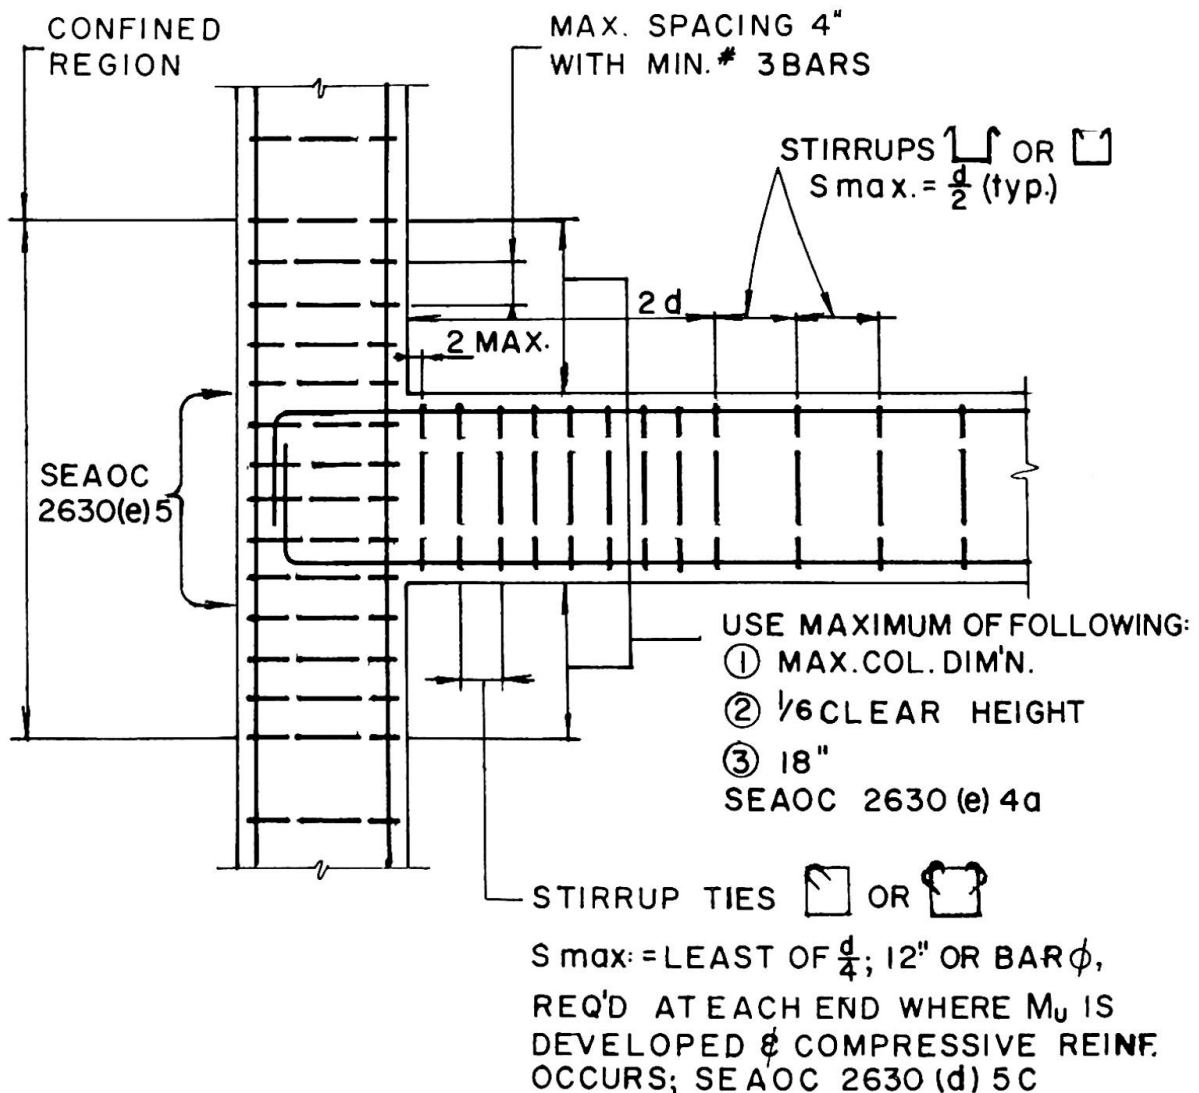 CONFINED
REGION
MAX. SPACING 4"
WITH MIN.# 3 BARS
STIRRUPS OR
S max. = d/2 (typ.)
2 d
2 MAX.
SEAOC
2630(e) 5
USE MAXIMUM OF FOLLOWING:
① MAX. COL. DIM'N.
② 1/6 CLEAR HEIGHT
③ 18"
SEAOC 2630 (e) 4a
STIRRUP TIES OR
S max: = LEAST OF d/4; 12" OR BAR ϕ,
REQ'D AT EACH END WHERE Mu IS
DEVELOPED & COMPRESSIVE REINF.
OCCURS; SEAOC 2630 (d) 5C